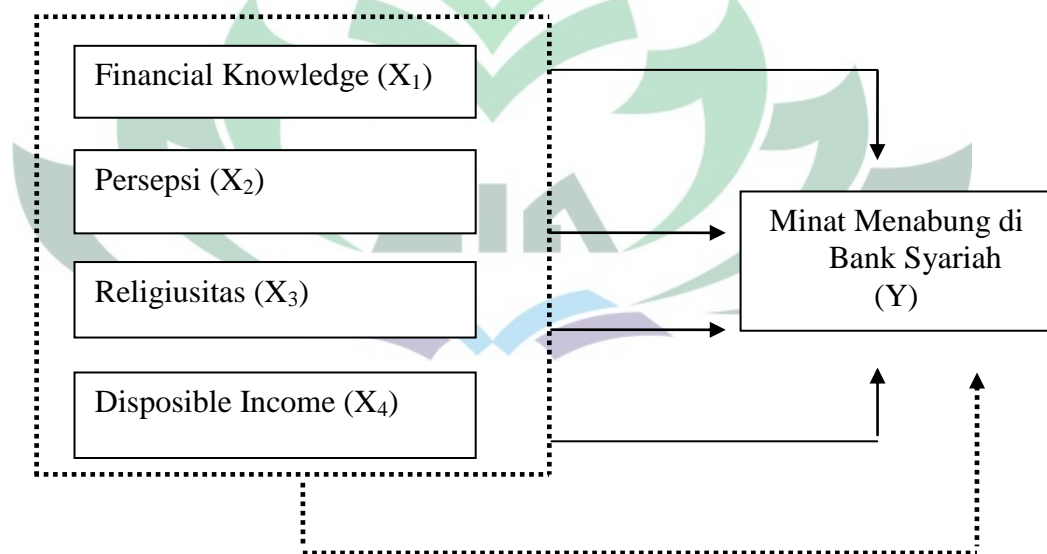 Financial Knowledge (X₁)
Persepsi (X₂)
Religiusitas (X₃)
Disposible Income (X₄)
Minat Menabung di
Bank Syariah
(Y)